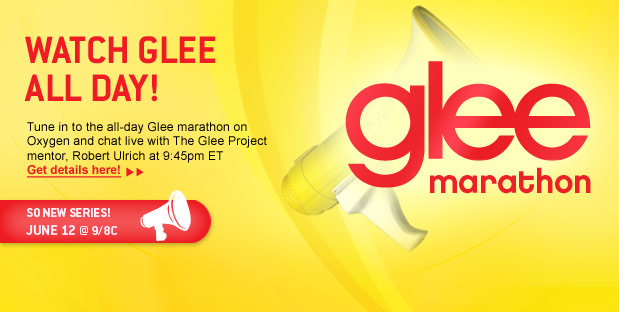 WATCH GLEE
ALL DAY!
Tune in to the all-day Glee marathon on
Oxygen and chat live with The Glee Project
mentor, Robert Ulrich at 9:45pm ET
Get details here!
SO NEW SERIES!
JUNE 12 @ 9/8C
glee
marathon